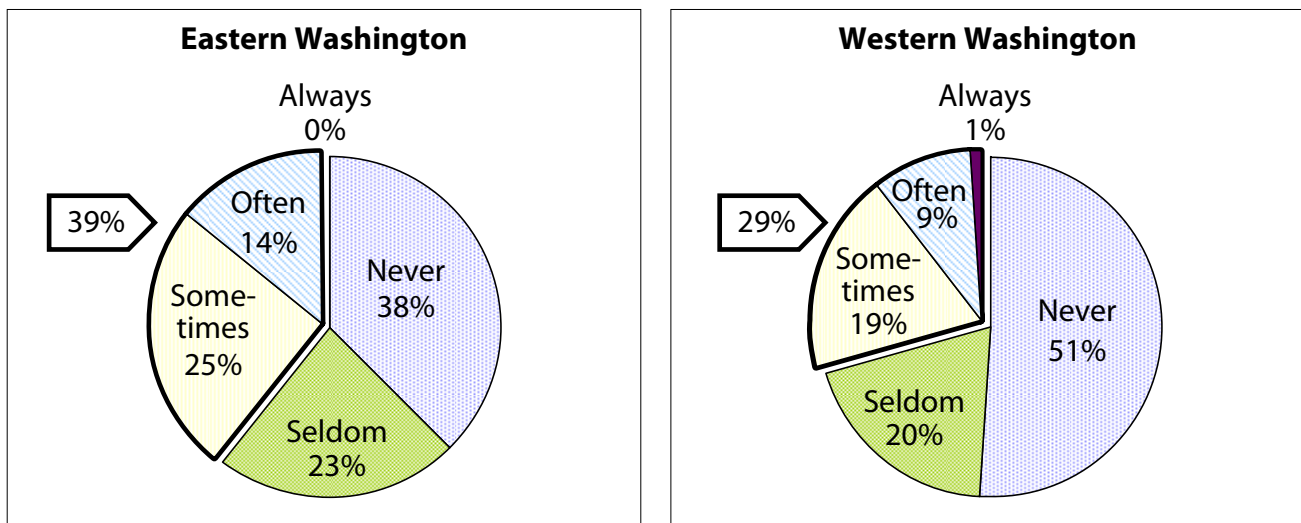 Eastern Washington
Always
0%
Often
14%
39%
Never
38%
Some-
times
25%
Seldom
23%
Western Washington
Always
1%
Often
9%
29%
Some-
times
19%
Never
51%
Seldom
20%